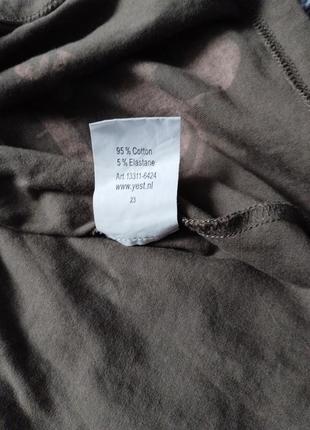 95 % Cotton
5 % Elastane
Art 13311-6424
www.yest.nl
23